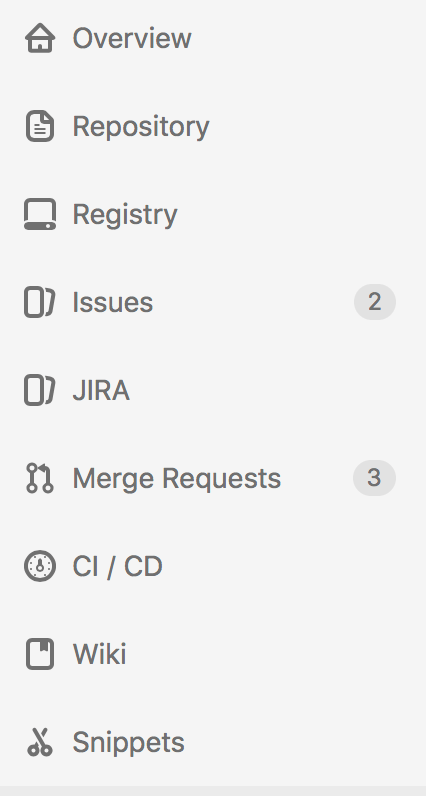 Overview
Repository
Registry
Issues 2
JIRA
Merge Requests 3
CI / CD
Wiki
Snippets